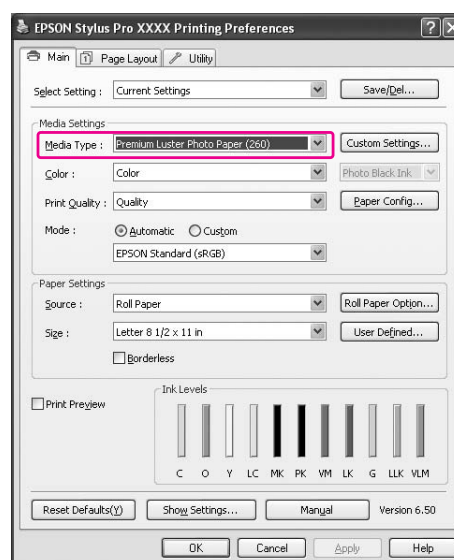 EPSON Stylus Pro XXXX Printing Preferences
Main Page Layout Utility
Select Setting : Current Settings Save/Del...
Media Settings
Media Type : Premium Luster Photo Paper (260) Custom Settings...
Color : Color Photo Black Ink
Print Quality : Quality Paper Config...
Mode : Automatic Custom
EPSON Standard (sRGB)
Paper Settings
Source : Roll Paper Roll Paper Option...
Size : Letter 8 1/2 x 11 in User Defined...
Borderless
Ink Levels
Print Preview
C O Y LC MK PK VM LK G LLK VLM
Reset Defaults(Y) Show Settings... Manual Version 6.50
OK Cancel Apply Help